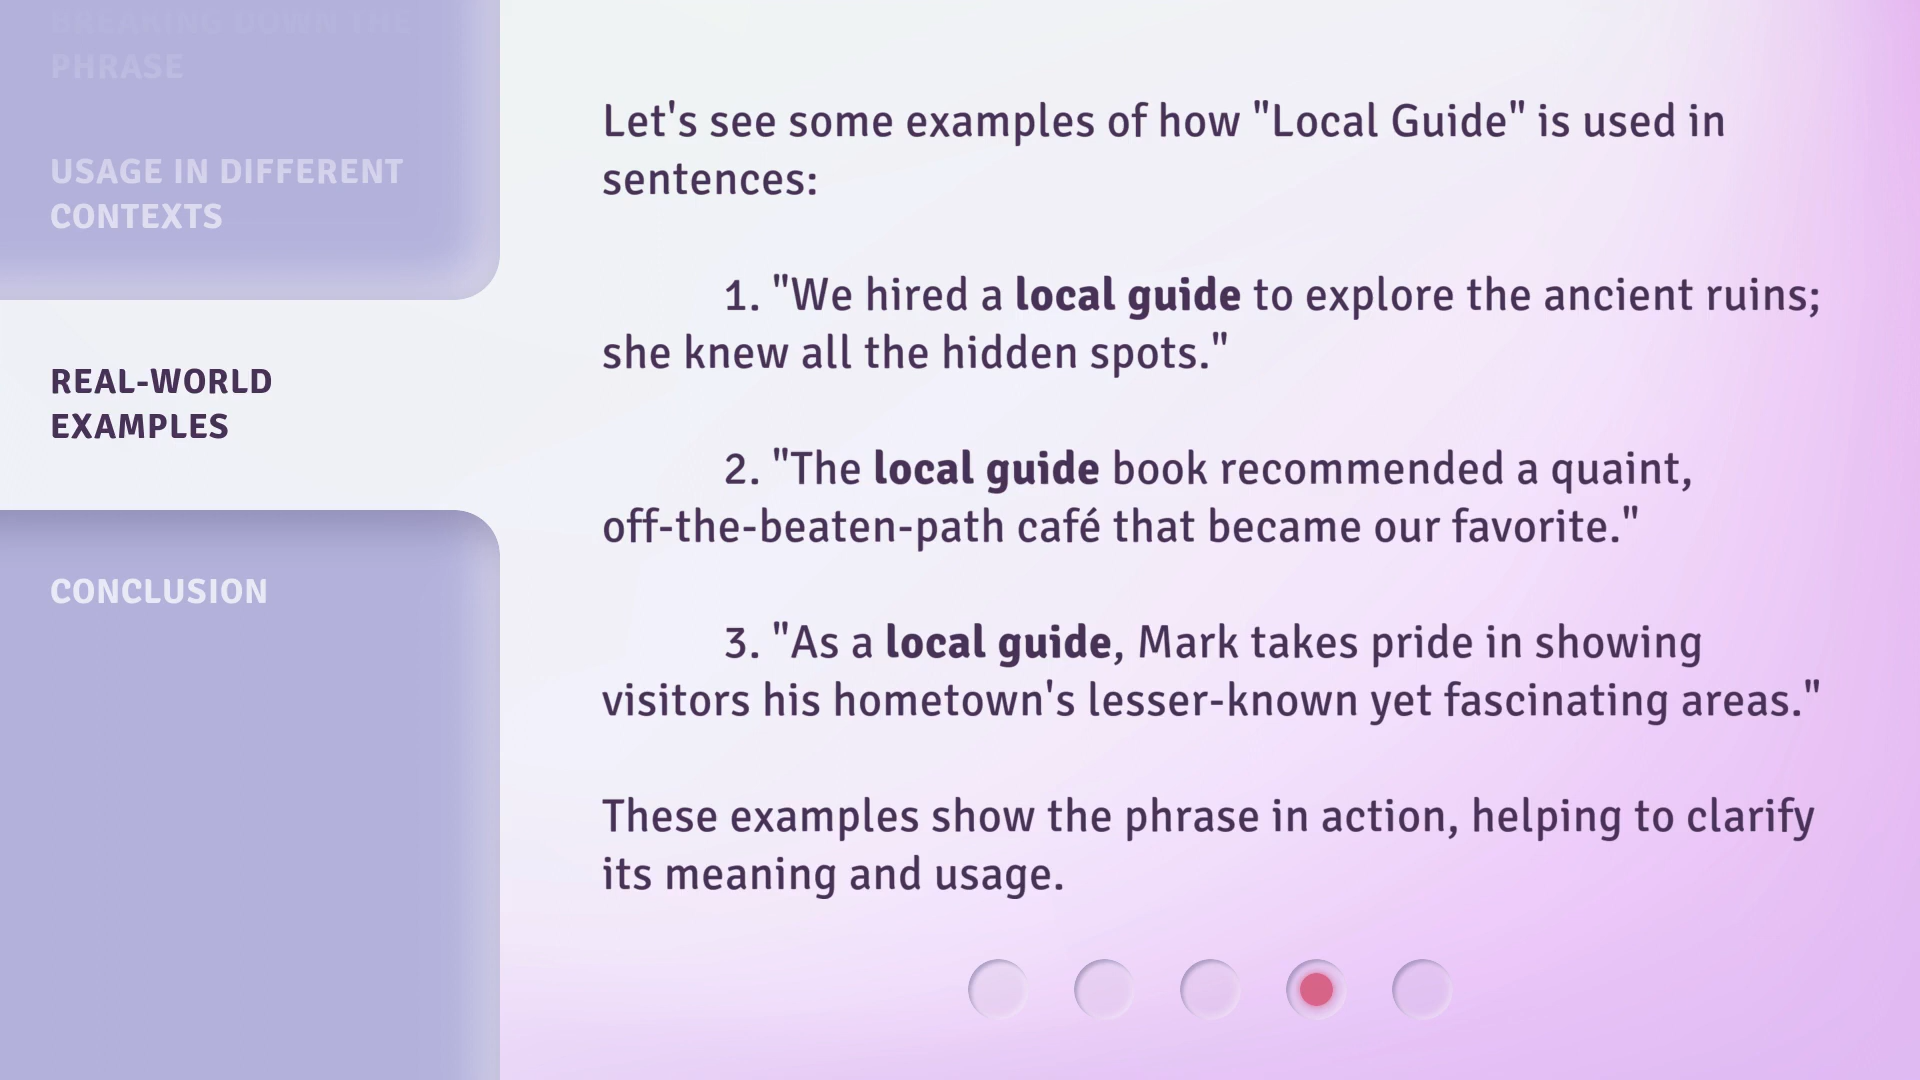 BREAKING DOWN THE
PHRASE
USAGE IN DIFFERENT
CONTEXTS
REAL-WORLD
EXAMPLES
CONCLUSION
Let's see some examples of how "Local Guide" is used in
sentences:
1. "We hired a local guide to explore the ancient ruins;
she knew all the hidden spots."
2. "The local guide book recommended a quaint,
off-the-beaten-path café that became our favorite."
3. "As a local guide, Mark takes pride in showing
visitors his hometown's lesser-known yet fascinating areas."
These examples show the phrase in action, helping to clarify
its meaning and usage.